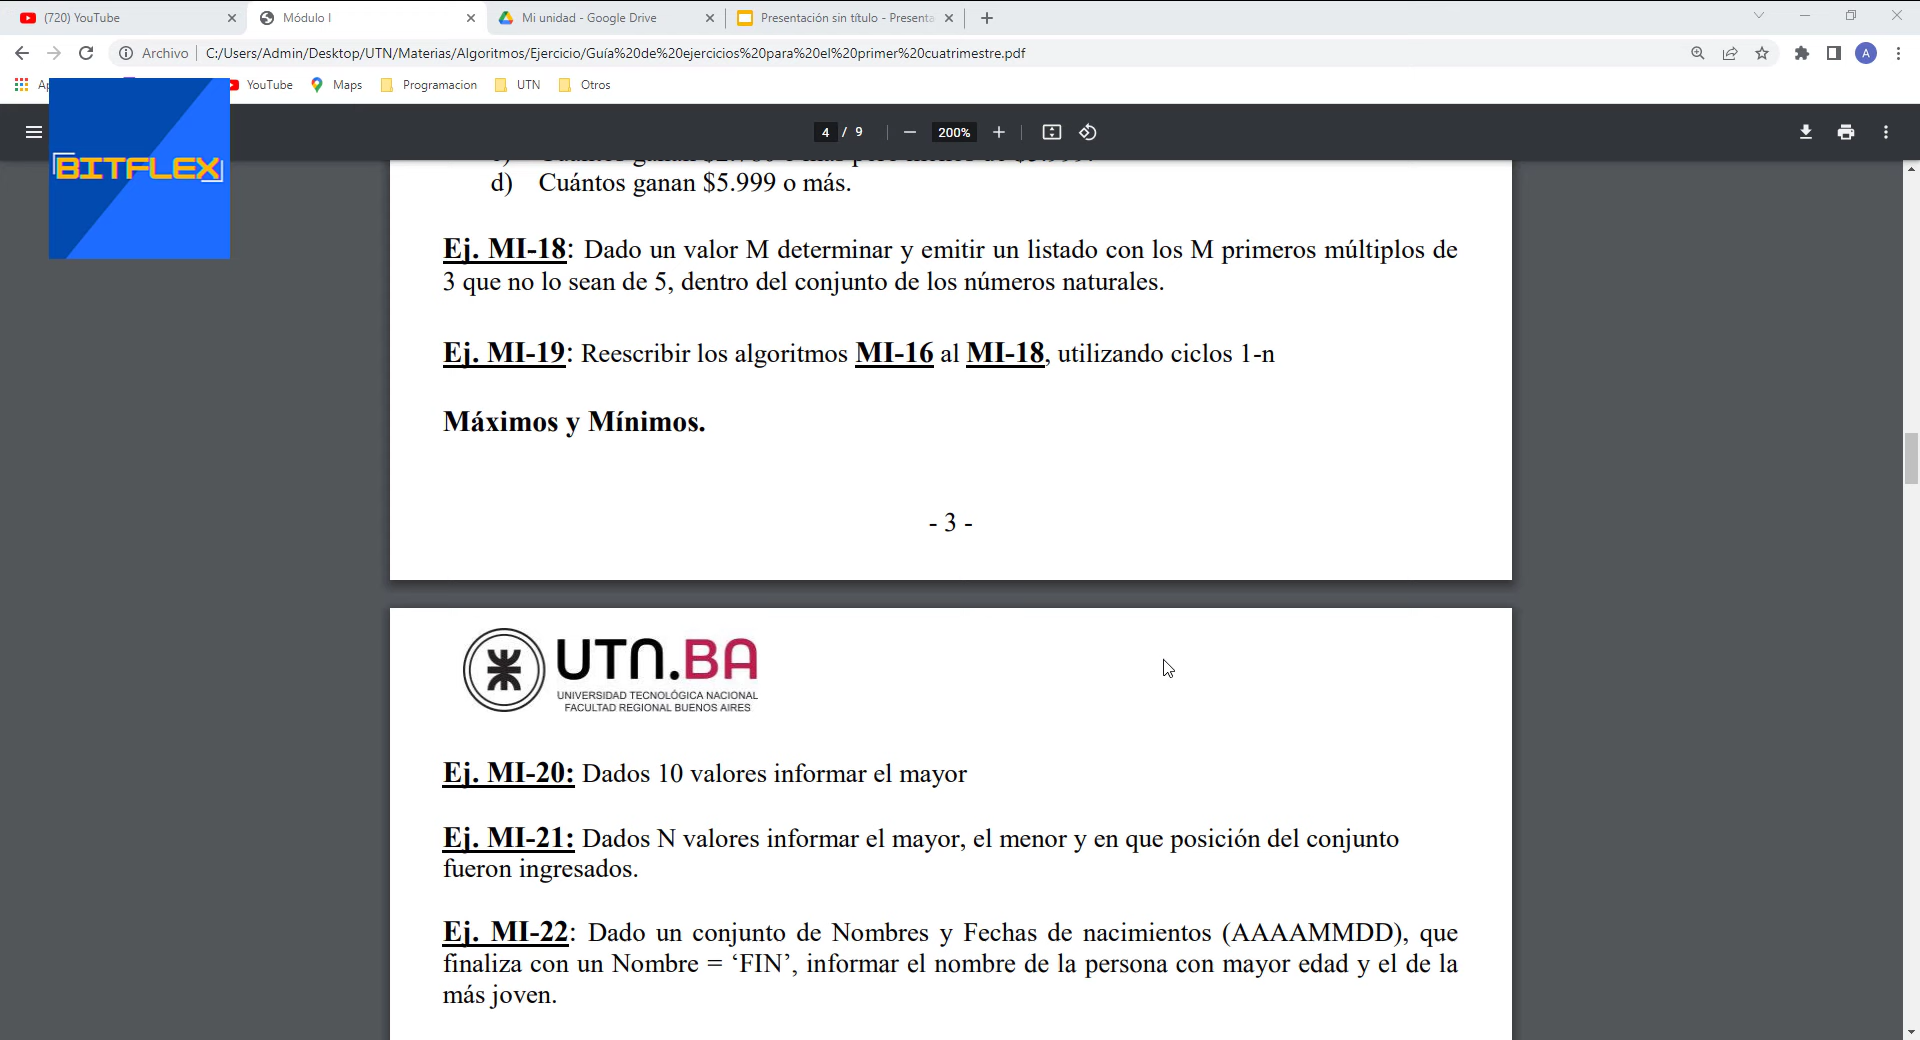 (720) YouTube
Módulo I
Mi unidad - Google Drive
Presentación sin título - Presenta
Archivo
C:/Users/Admin/Desktop/UTN/Materias/Algoritmos/Ejercicio/Guía%20de%20ejercicios%20para%20el%20primer%20cuatrimestre.pdf
A
YouTube
Maps
Programacion
UTN
Otros
BITFLEX
4 / 9
200%
d) Cuántos ganan $5.999 o más.
Ej. MI-18: Dado un valor M determinar y emitir un listado con los M primeros múltiplos de
3 que no lo sean de 5, dentro del conjunto de los números naturales.
Ej. MI-19: Reescribir los algoritmos MI-16 al MI-18, utilizando ciclos 1-n
Máximos y Mínimos.
- 3 -
UTN.BA
UNIVERSIDAD TECNOLÓGICA NACIONAL
FACULTAD REGIONAL BUENOS AIRES
Ej. MI-20: Dados 10 valores informar el mayor
Ej. MI-21: Dados N valores informar el mayor, el menor y en que posición del conjunto
fueron ingresados.
Ej. MI-22: Dado un conjunto de Nombres y Fechas de nacimientos (AAAAMMDD), que
finaliza con un Nombre = ‘FIN’, informar el nombre de la persona con mayor edad y el de la
más joven.